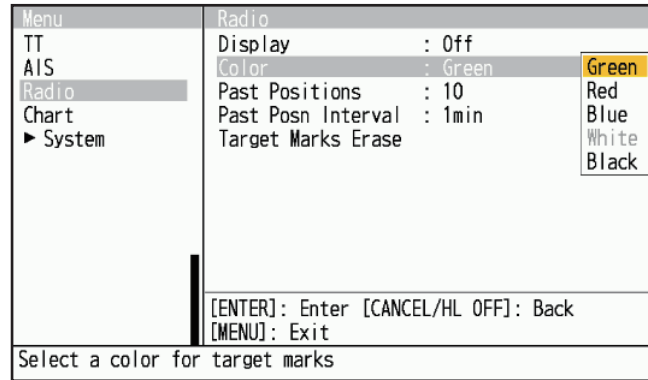 Menu
TT
AIS
Radio
Chart
► System
Radio
Display : Off
Color : Green
Past Positions : 10
Past Posn Interval : 1min
Target Marks Erase
Green
Red
Blue
White
Black
[ENTER]: Enter [CANCEL/HL OFF]: Back
[MENU]: Exit
Select a color for target marks